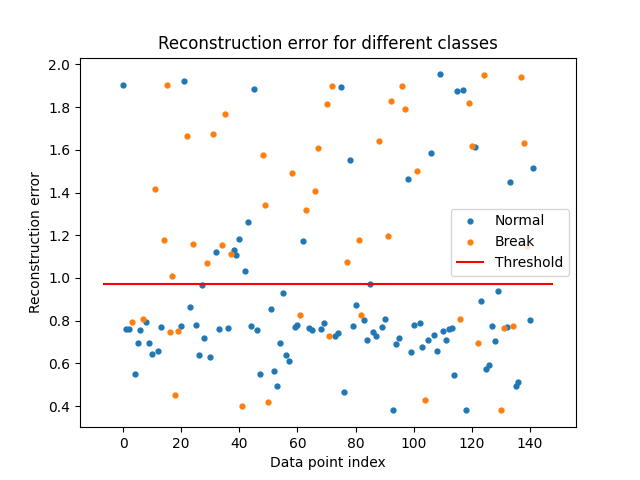 Reconstruction error for different classes
Reconstruction error
2.0
1.8
1.6
1.4
1.2
1.0
0.8
0.6
0.4
Normal
Break
Threshold
0 20 40 60 80 100 120 140
Data point index